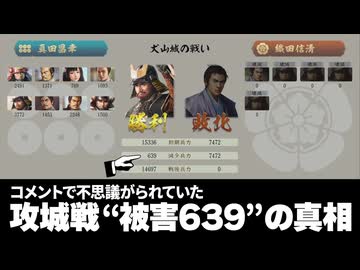 真田昌幸
犬山城の戦い
織田信清
勝利
敗北
15336 初期兵力 7472
639 減少兵力 7472
14697 戦後兵力 0
コメントで不思議がられていた
攻城戦“被害639”の真相